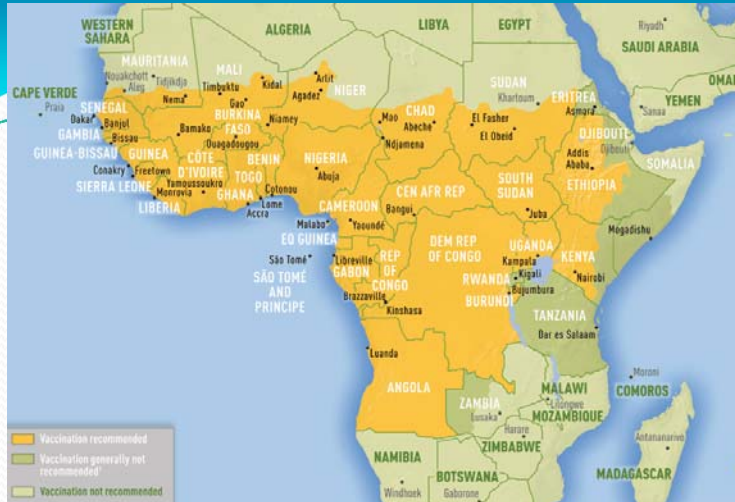 WESTERN
SAHARA
ALGERIA
LIBYA
EGYPT
Riyadh
SAUDI ARABIA
OMAN
MAURITANIA
Nouakchott
Tidjikdja
Aleg
MALI
Timbuktu
Kidal
Arlit
Agadez
NIGER
CHAD
SUDAN
Khartoum
ERITREA
Asmara
Sanaa
YEMEN
CAPE VERDE
Praia
SENEGAL
Dakar
GAMBIA
Banjul
GUINEA-BISSAU
Bissau
Nema
Gao
BURKINA
FASO
Niamey
Bamako
Ouagadougou
Mao
Abeche
Ndjamena
El Fasher
El Obeid
DJIBOUTI
Djibouti
SOMALIA
GUINEA
Conakry
Freetown
SIERRA LEONE
CÔTE
D'IVOIRE
Yamoussoukro
Monrovia
LIBERIA
GHANA
Accra
TOGO
Lome
BENIN
Cotonou
NIGERIA
Abuja
CAMEROON
Yaoundé
CEN AFR REP
Bangui
SOUTH
SUDAN
Juba
Addis
Ababa
ETHIOPIA
Mogadishu
Malabo
EQ GUINEA
São Tomé
SÃO TOMÉ
AND
PRINCIPE
Libreville
GABON
REP
OF
CONGO
Brazzaville
Kinshasa
DEM REP
OF CONGO
UGANDA
Kampala
RWANDA
Kigali
BURUNDI
Bujumbura
KENYA
Nairobi
TANZANIA
Dar es Salaam
Luanda
ANGOLA
ZAMBIA
Lusaka
MALAWI
Lilongwe
MOZAMBIQUE
COMOROS
Moroni
Harare
ZIMBABWE
NAMIBIA
Windhoek
BOTSWANA
Gaborone
Antananarivo
MADAGASCAR
Vaccination recommended
Vaccination generally not
recommended¹
Vaccination not recommended